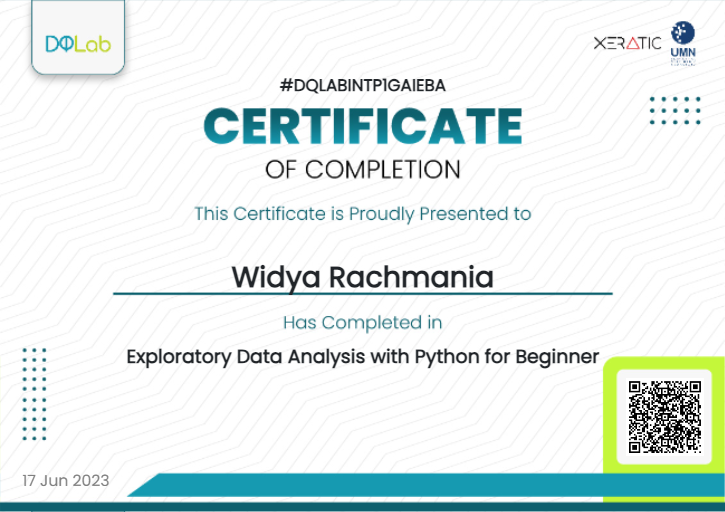 DQLab
XERATIC
UMN
#DQLABINTP1GAIEBA
CERTIFICATE
OF COMPLETION
This Certificate is Proudly Presented to
Widya Rachmania
Has Completed in
Exploratory Data Analysis with Python for Beginner
17 Jun 2023